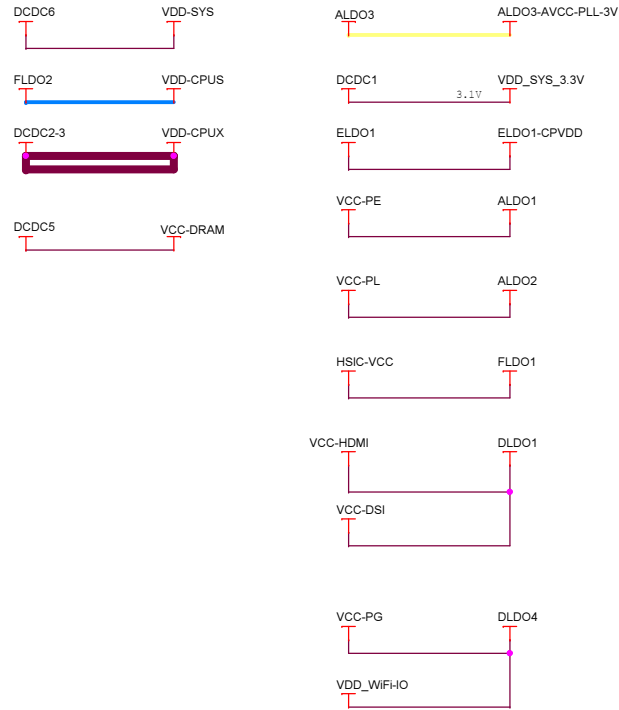 DCDC6 VDD-SYS
FLDO2 VDD-CPUS
DCDC2-3 VDD-CPUX
DCDC5 VCC-DRAM
ALDO3 ALDO3-AVCC-PLL-3V
DCDC1 VDD_SYS_3.3V
3.1V
ELDO1 ELDO1-CPVDD
VCC-PE ALDO1
VCC-PL ALDO2
HSIC-VCC FLDO1
VCC-HDMI DLDO1
VCC-DSI
VCC-PG DLDO4
VDD_WiFi-IO